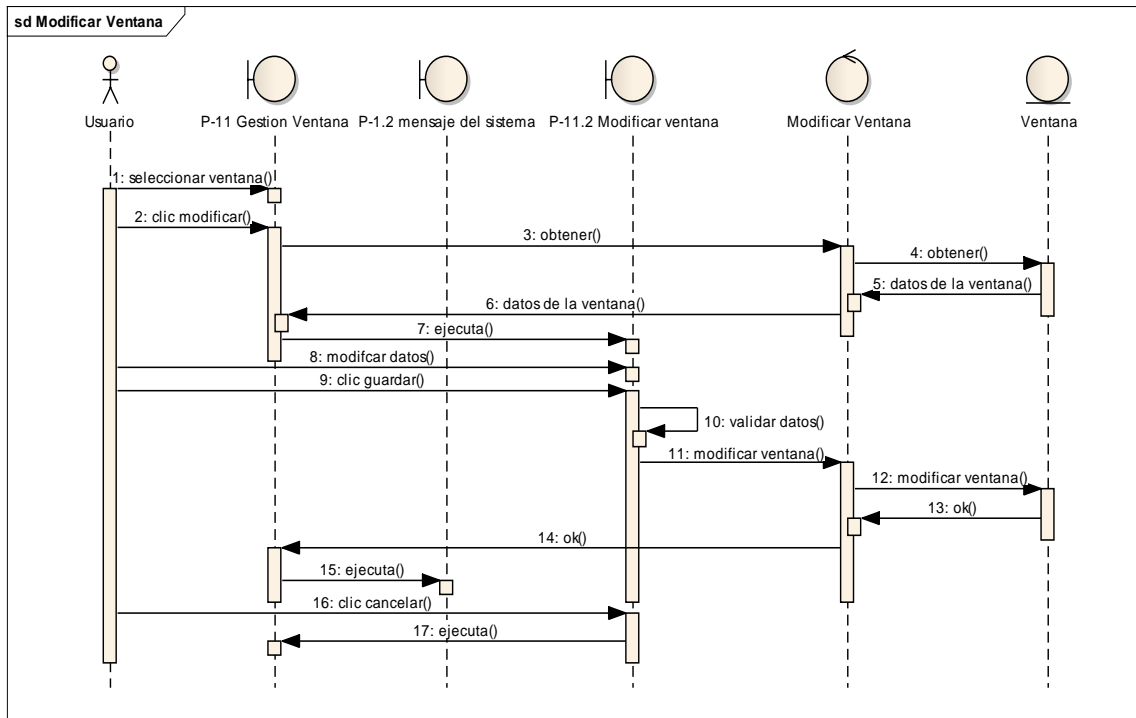 sd Modificar Ventana
Usuario
P-11 Gestion Ventana
P-1.2 mensaje del sistema
P-11.2 Modificar ventana
Modificar Ventana
Ventana
1: seleccionar ventana()
2: clic modificar()
3: obtener()
4: obtener()
5: datos de la ventana()
6: datos de la ventana()
7: ejecuta()
8: modifcar datos()
9: clic guardar()
10: validar datos()
11: modificar ventana()
12: modificar ventana()
13: ok()
14: ok()
15: ejecuta()
16: clic cancelar()
17: ejecuta()